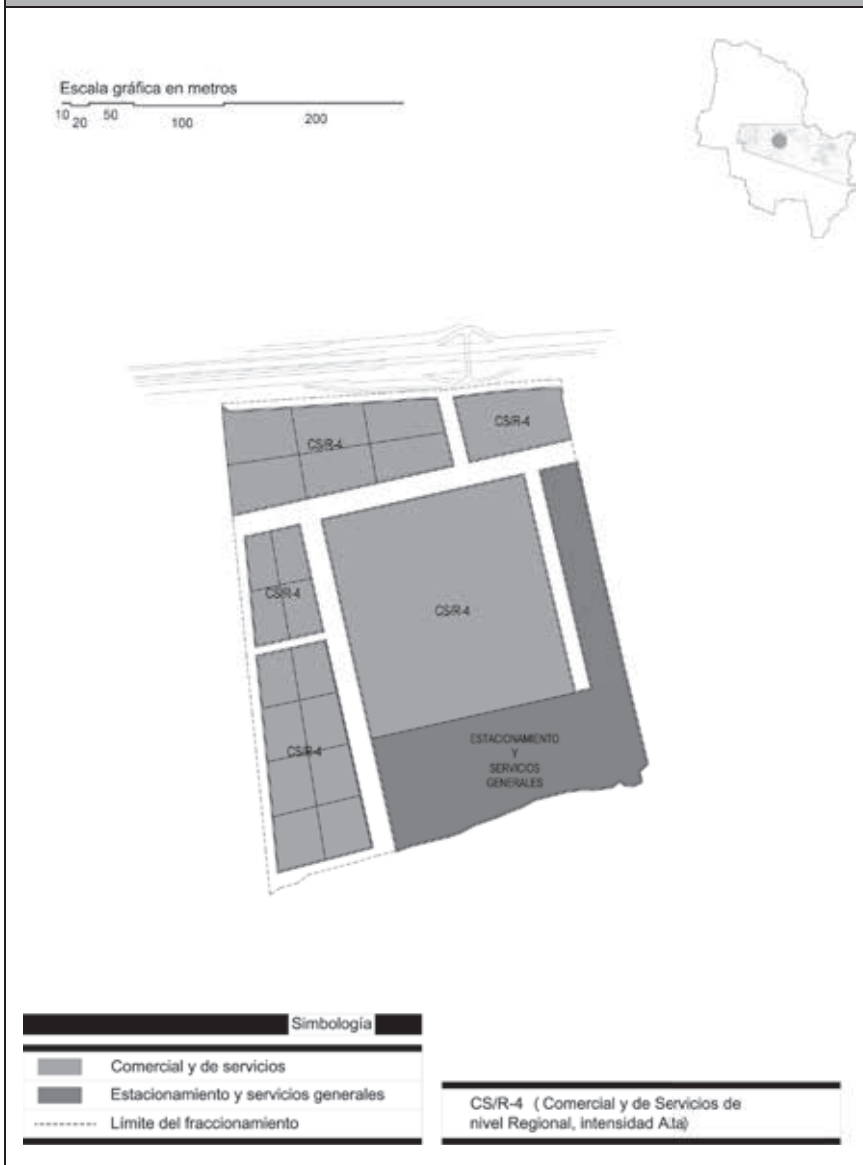 Escala gráfica en metros
10 20 50 100 200
CS/R-4
CS/R-4
CS/R-4
CS/R-4
CS/R-4
ESTACIONAMIENTO
Y
SERVICIOS
GENERALES
Simbología
Comercial y de servicios
Estacionamiento y servicios generales
Límite del fraccionamiento
CS/R-4 ( Comercial y de Servicios de
nivel Regional, intensidad Alta)